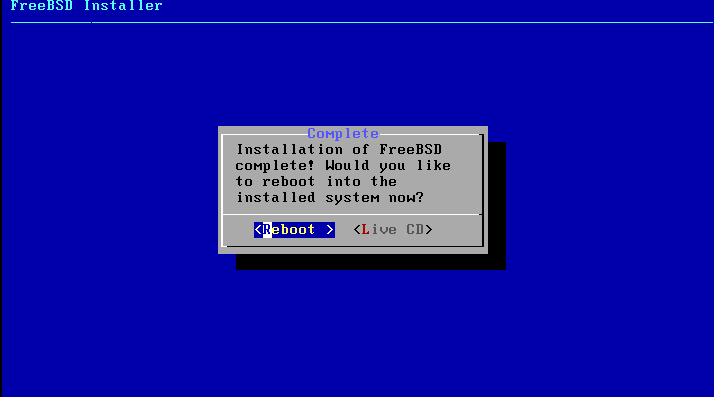 FreeBSD Installer
Complete
Installation of FreeBSD
complete! Would you like
to reboot into the
installed system now?
<Reboot > <Live CD>